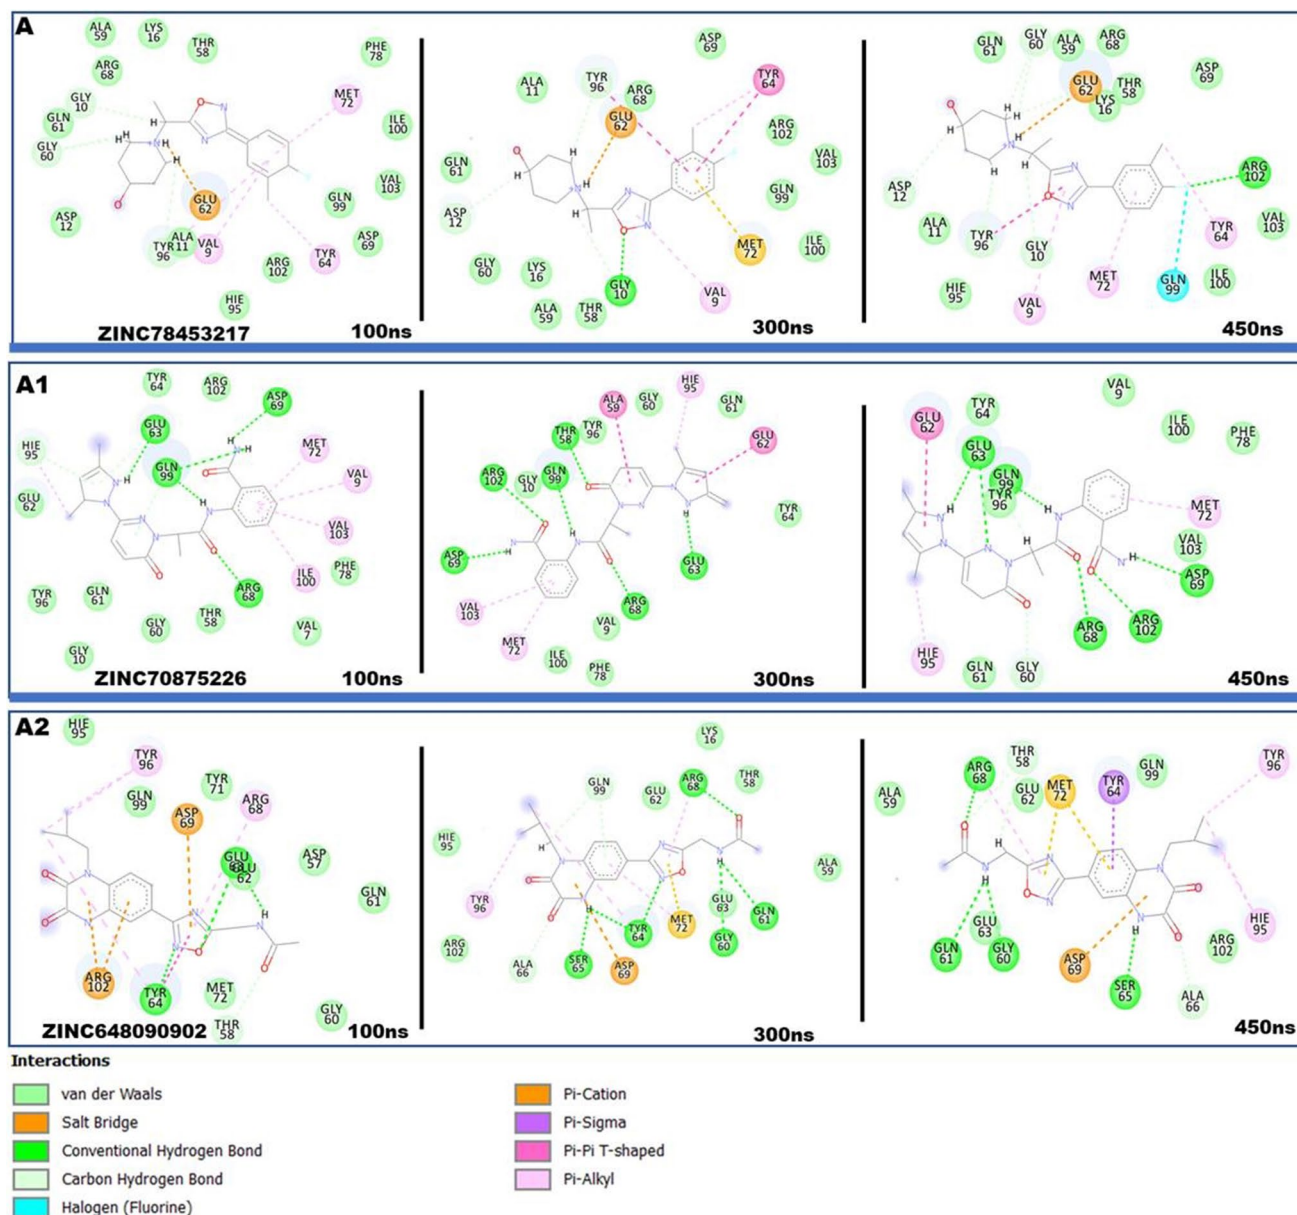 A
ALA 59
LYS 16
THR 58
PHE 78
ARG 68
GLY 10
MET 72
GLN 61
ILE 100
GLY 60
VAL 103
GLU 62
GLN 99
ASP 12
TYR 96
ALA 11
VAL 9
ASP 69
ARG 102
TYR 64
HIE 95
ZINC78453217
100ns
ASP 69
TYR 96
TYR 64
ALA 11
ARG 68
GLU 62
ARG 102
GLN 61
VAL 103
GLN 99
ASP 12
MET 72
ILE 100
GLY 60
LYS 16
GLY 10
VAL 9
ALA 59
THR 58
300ns
GLN 61
GLY 60
ALA 59
ARG 68
ASP 69
GLU 62
THR 58
LYS 16
ARG 102
ASP 12
ALA 11
TYR 96
GLY 10
TYR 64
VAL 103
MET 72
GLN 99
ILE 100
HIE 95
VAL 9
450ns
A1
TYR 64
ARG 102
ASP 69
GLU 63
HIE 95
MET 72
GLN 99
VAL 9
GLU 62
VAL 103
PHE 78
ILE 100
ARG 68
TYR 96
GLN 61
THR 58
GLY 60
VAL 7
GLY 10
ZINC70875226
100ns
HIE 95
ALA 59
GLY 60
GLN 61
THR 58
TYR 96
GLU 62
ARG 102
GLY 10
GLN 99
TYR 64
ASP 69
GLU 63
VAL 103
ARG 68
VAL 9
MET 72
ILE 100
PHE 78
300ns
VAL 9
TYR 64
GLU 62
ILE 100
PHE 78
GLU 63
GLN 99
TYR 96
MET 72
VAL 103
ASP 69
ARG 68
ARG 102
HIE 95
GLN 61
GLY 60
450ns
A2
HIE 95
TYR 96
TYR 71
GLN 99
ARG 68
ASP 69
GLU 63
GLU 62
ASP 57
GLN 61
ARG 102
TYR 64
MET 72
THR 58
GLY 60
ZINC648090902
100ns
LYS 16
GLN 99
ARG 68
THR 58
GLU 62
HIE 95
ALA 59
TYR 96
GLU 63
GLN 61
MET 72
TYR 64
GLY 60
ARG 102
ALA 66
SER 65
ASP 69
300ns
THR 58
ARG 68
MET 72
TYR 64
GLN 99
TYR 96
ALA 59
GLU 62
GLU 63
GLN 61
GLY 60
ASP 69
SER 65
ARG 102
HIE 95
ALA 66
450ns
Interactions
van der Waals
Salt Bridge
Conventional Hydrogen Bond
Carbon Hydrogen Bond
Halogen (Fluorine)
Pi-Cation
Pi-Sigma
Pi-Pi T-shaped
Pi-Alkyl